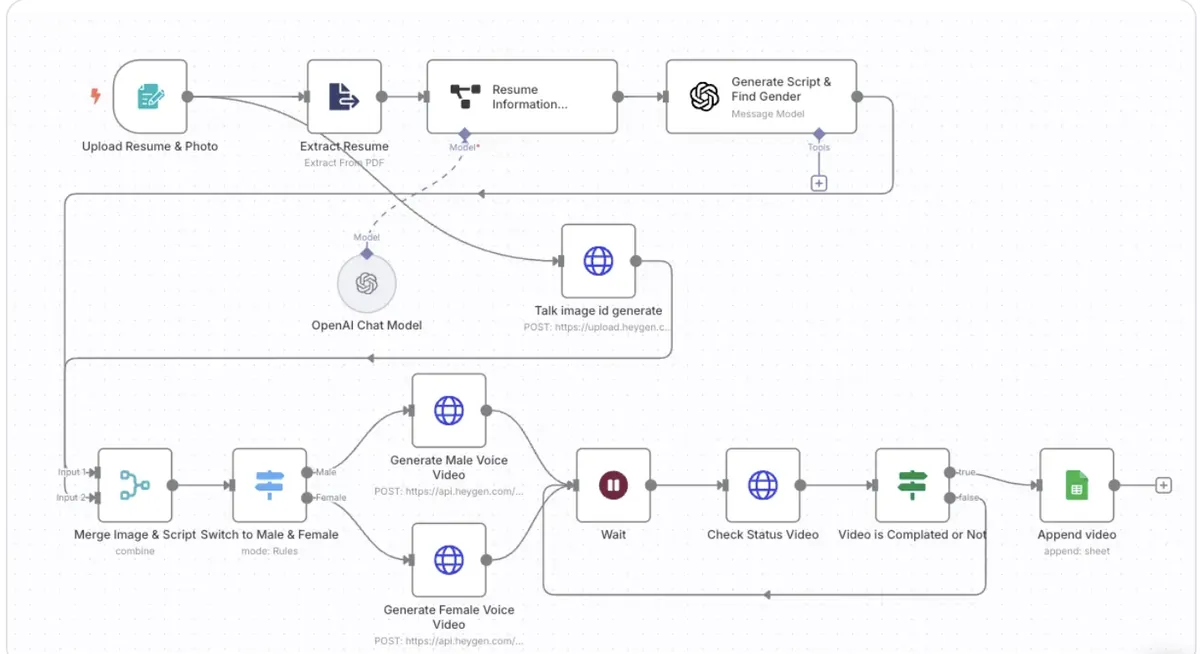 Resume
Information...
Generate Script &
Find Gender
Message Model
Upload Resume & Photo
Extract Resume
Extract From PDF
Model*
Tools
Model
OpenAI Chat Model
Talk image id generate
POST: https://upload.heygen.c...
Input 1
Input 2
Male
Female
Generate Male Voice
Video
POST: https://api.heygen.com/...
true
false
Merge Image & Script
combine
Switch to Male & Female
mode: Rules
Wait
Check Status Video
Video is Complated or Not
Append video
append: sheet
Generate Female Voice
Video
POST: https://api.heygen.com/...